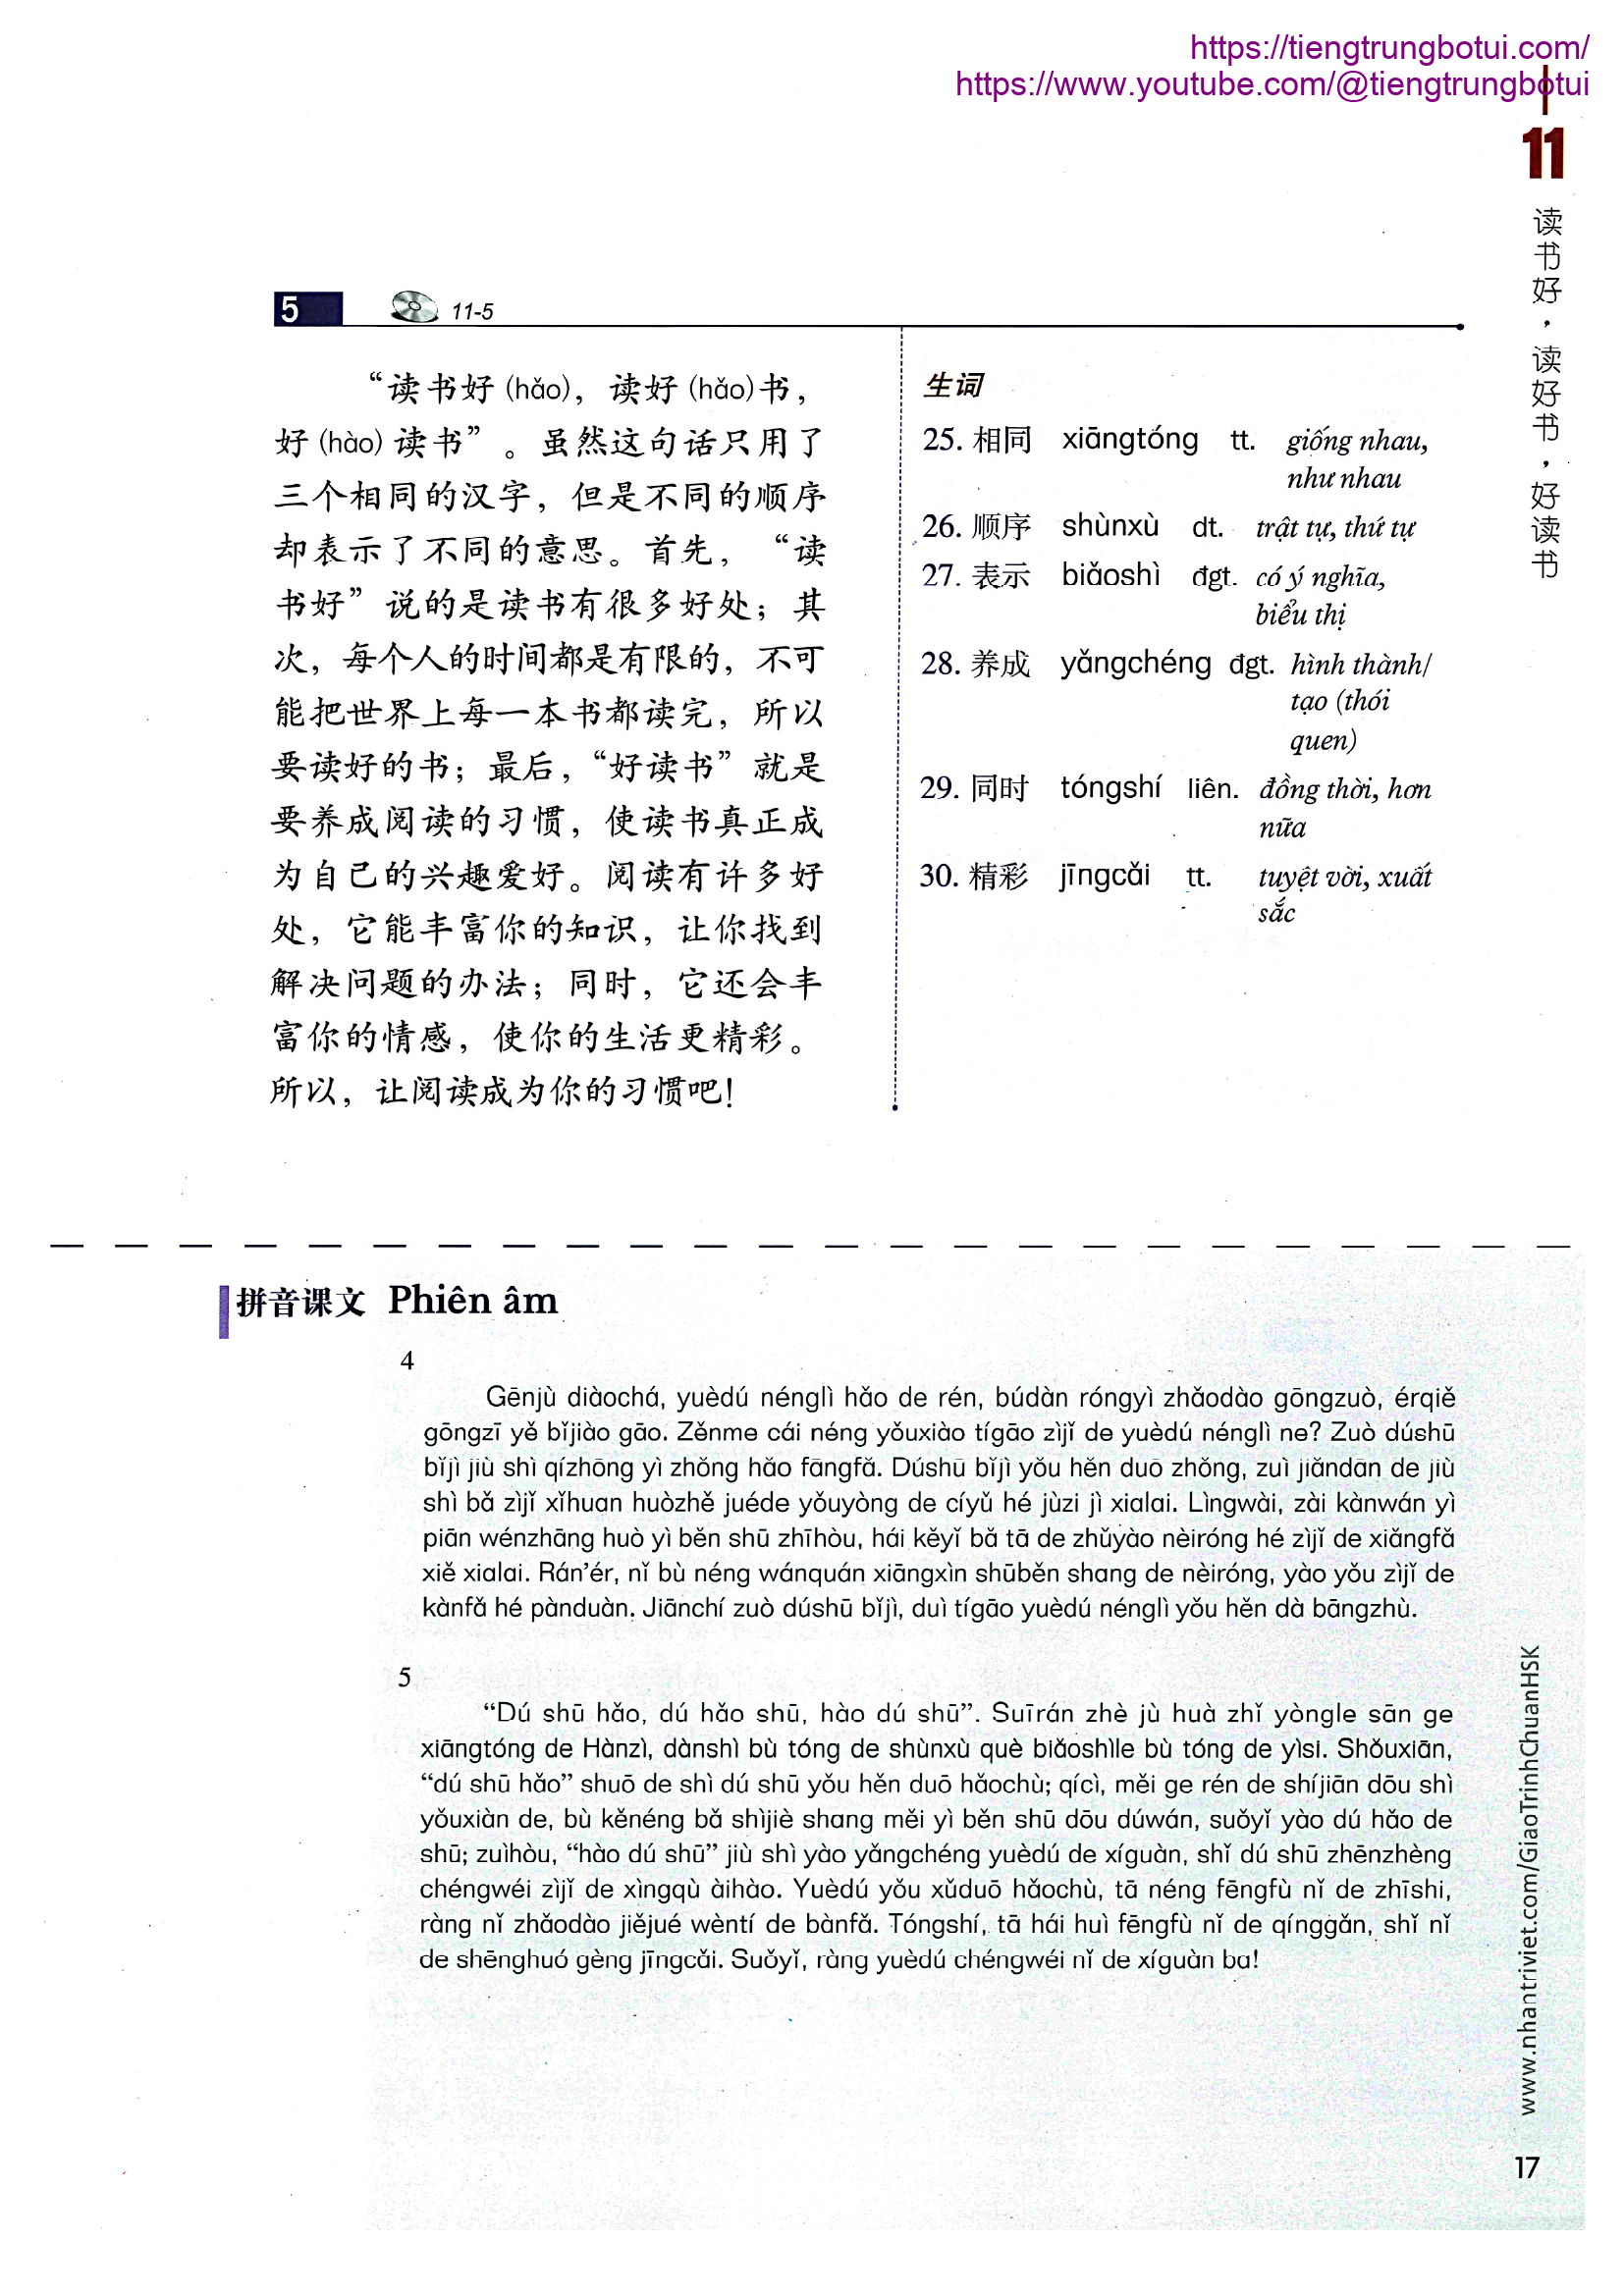 https://tiengtrungbotui.com/
https://www.youtube.com/@tiengtrungbotui
11
读书好，读好书，好读书
5
11-5
“读书好(hǎo)，读好(hǎo)书，
好(hào)读书”。虽然这句话只用了
三个相同的汉字，但是不同的顺序
却表示了不同的意思。首先，“读
书好”说的是读书有很多好处；其
次，每个人的时间都是有限的，不可
能把世界上每一本书都读完，所以
要读好的书；最后，“好读书”就是
要养成阅读的习惯，使读书真正成
为自己的兴趣爱好。阅读有许多好
处，它能丰富你的知识，让你找到
解决问题的办法；同时，它还会丰
富你的情感，使你的生活更精彩。
所以，让阅读成为你的习惯吧！
生词
25. 相同 xiāngtóng tt. giống nhau,
như nhau
26. 顺序 shùnxù dt. trật tự, thứ tự
27. 表示 biǎoshì đgt. có ý nghĩa,
biểu thị
28. 养成 yǎngchéng đgt. hình thành/
tạo (thói
quen)
29. 同时 tóngshí liên. đồng thời, hơn
nữa
30. 精彩 jīngcǎi tt. tuyệt vời, xuất
sắc
拼音课文 Phiên âm
4
Gēnjù diàochá, yuèdú nénglì hǎo de rén, búdàn róngyì zhǎodào gōngzuò, érqiě
gōngzī yě bǐjiào gāo. Zěnme cái néng yǒuxiào tígāo zìjǐ de yuèdú nénglì ne? Zuò dúshū
bǐjì jiù shì qízhōng yì zhǒng hǎo fāngfǎ. Dúshū bǐjì yǒu hěn duō zhǒng, zuì jiǎndān de jiù
shì bǎ zìjǐ xǐhuan huòzhě juéde yǒuyòng de cíyǔ hé jùzi jì xialai. Lìngwài, zài kànwán yì
piān wénzhāng huò yì běn shū zhīhòu, hái kěyǐ bǎ tā de zhǔyào nèiróng hé zìjǐ de xiǎngfǎ
xiě xialai. Rán’ér, nǐ bù néng wánquán xiāngxìn shūběn shang de nèiróng, yào yǒu zìjǐ de
kànfǎ hé pànduàn. Jiānchí zuò dúshū bǐjì, duì tígāo yuèdú nénglì yǒu hěn dà bāngzhù.
5
“Dú shū hǎo, dú hǎo shū, hào dú shū”. Suīrán zhè jù huà zhǐ yòngle sān ge
xiāngtóng de Hànzì, dànshì bù tóng de shùnxù què biǎoshìle bù tóng de yìsi. Shǒuxiān,
“dú shū hǎo” shuō de shì dú shū yǒu hěn duō hǎochù; qícì, měi ge rén de shíjiān dōu shì
yǒuxiàn de, bù kěnéng bǎ shìjiè shang měi yì běn shū dōu dúwán, suǒyǐ yào dú hǎo de
shū; zuìhòu, “hào dú shū” jiù shì yào yǎngchéng yuèdú de xíguàn, shǐ dú shū zhēnzhèng
chéngwéi zìjǐ de xìngqù àihào. Yuèdú yǒu xǔduō hǎochù, tā néng fēngfù nǐ de zhīshi,
ràng nǐ zhǎodào jiějué wèntí de bànfǎ. Tóngshí, tā hái huì fēngfù nǐ de qínggǎn, shǐ nǐ
de shēnghuó gèng jīngcǎi. Suǒyǐ, ràng yuèdú chéngwéi nǐ de xíguàn ba!
www.nhantriviet.com/GiaoTrinhChuanHSK
17